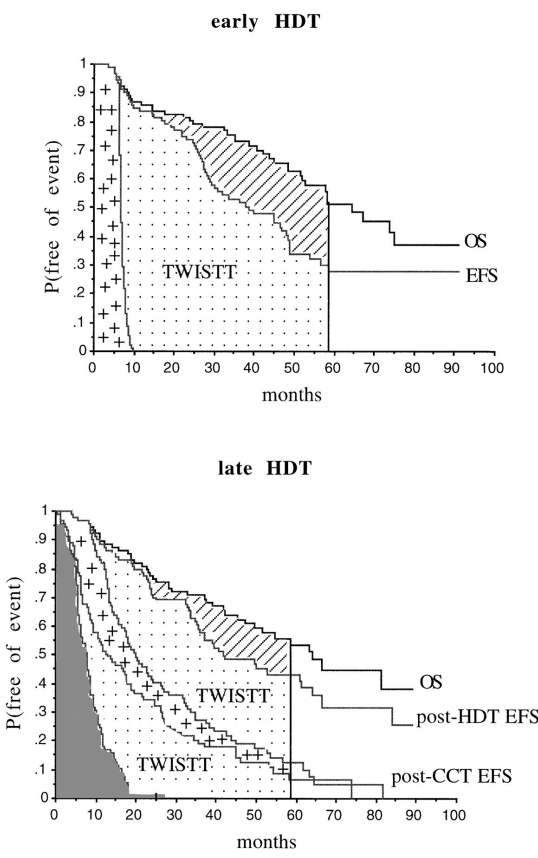 early HDT
P(free of event)
1
.9
.8
.7
.6
.5
.4
.3
.2
.1
0
TWISTT
OS
EFS
0 10 20 30 40 50 60 70 80 90 100
months
late HDT
P(free of event)
1
.9
.8
.7
.6
.5
.4
.3
.2
.1
0
TWISTT
TWISTT
OS
post-HDT EFS
post-CCT EFS
0 10 20 30 40 50 60 70 80 90 100
months